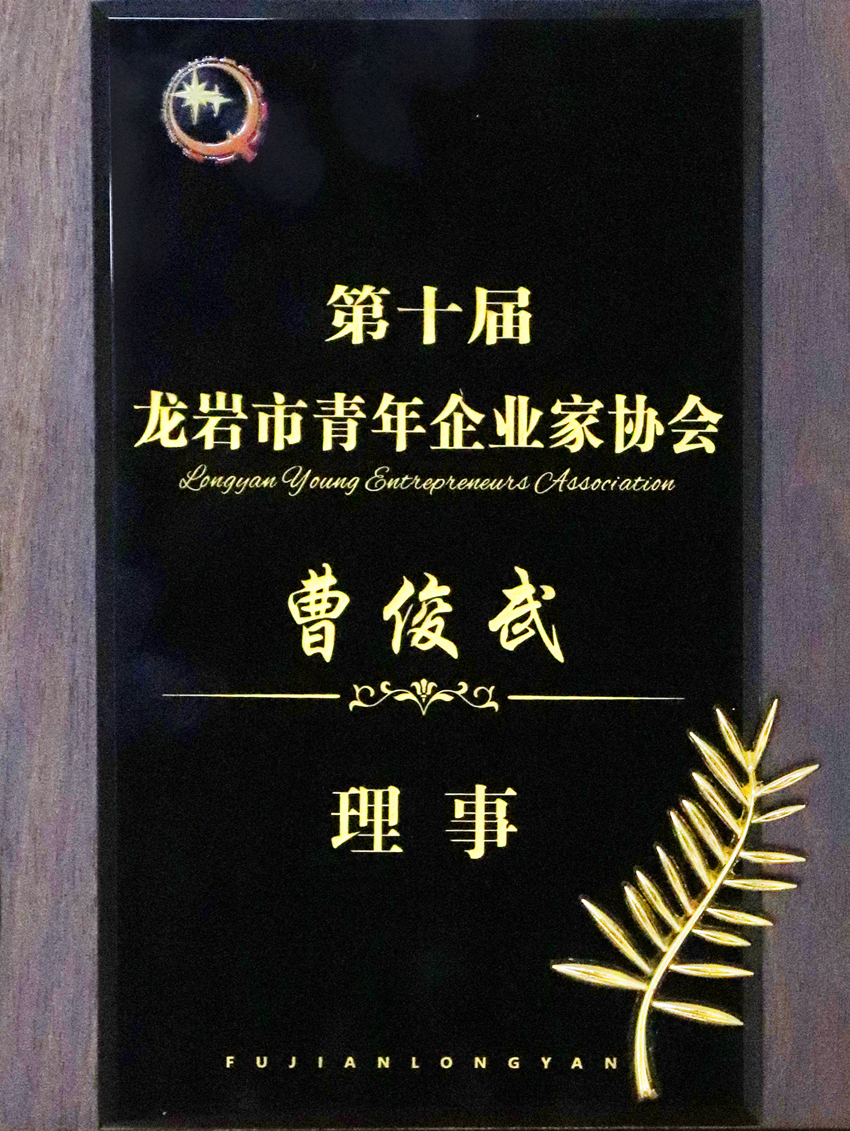 第十届
龙岩市青年企业家协会
Longyan Young Entrepreneurs Association
曹俊武
理事
FUJIANLONGYAN